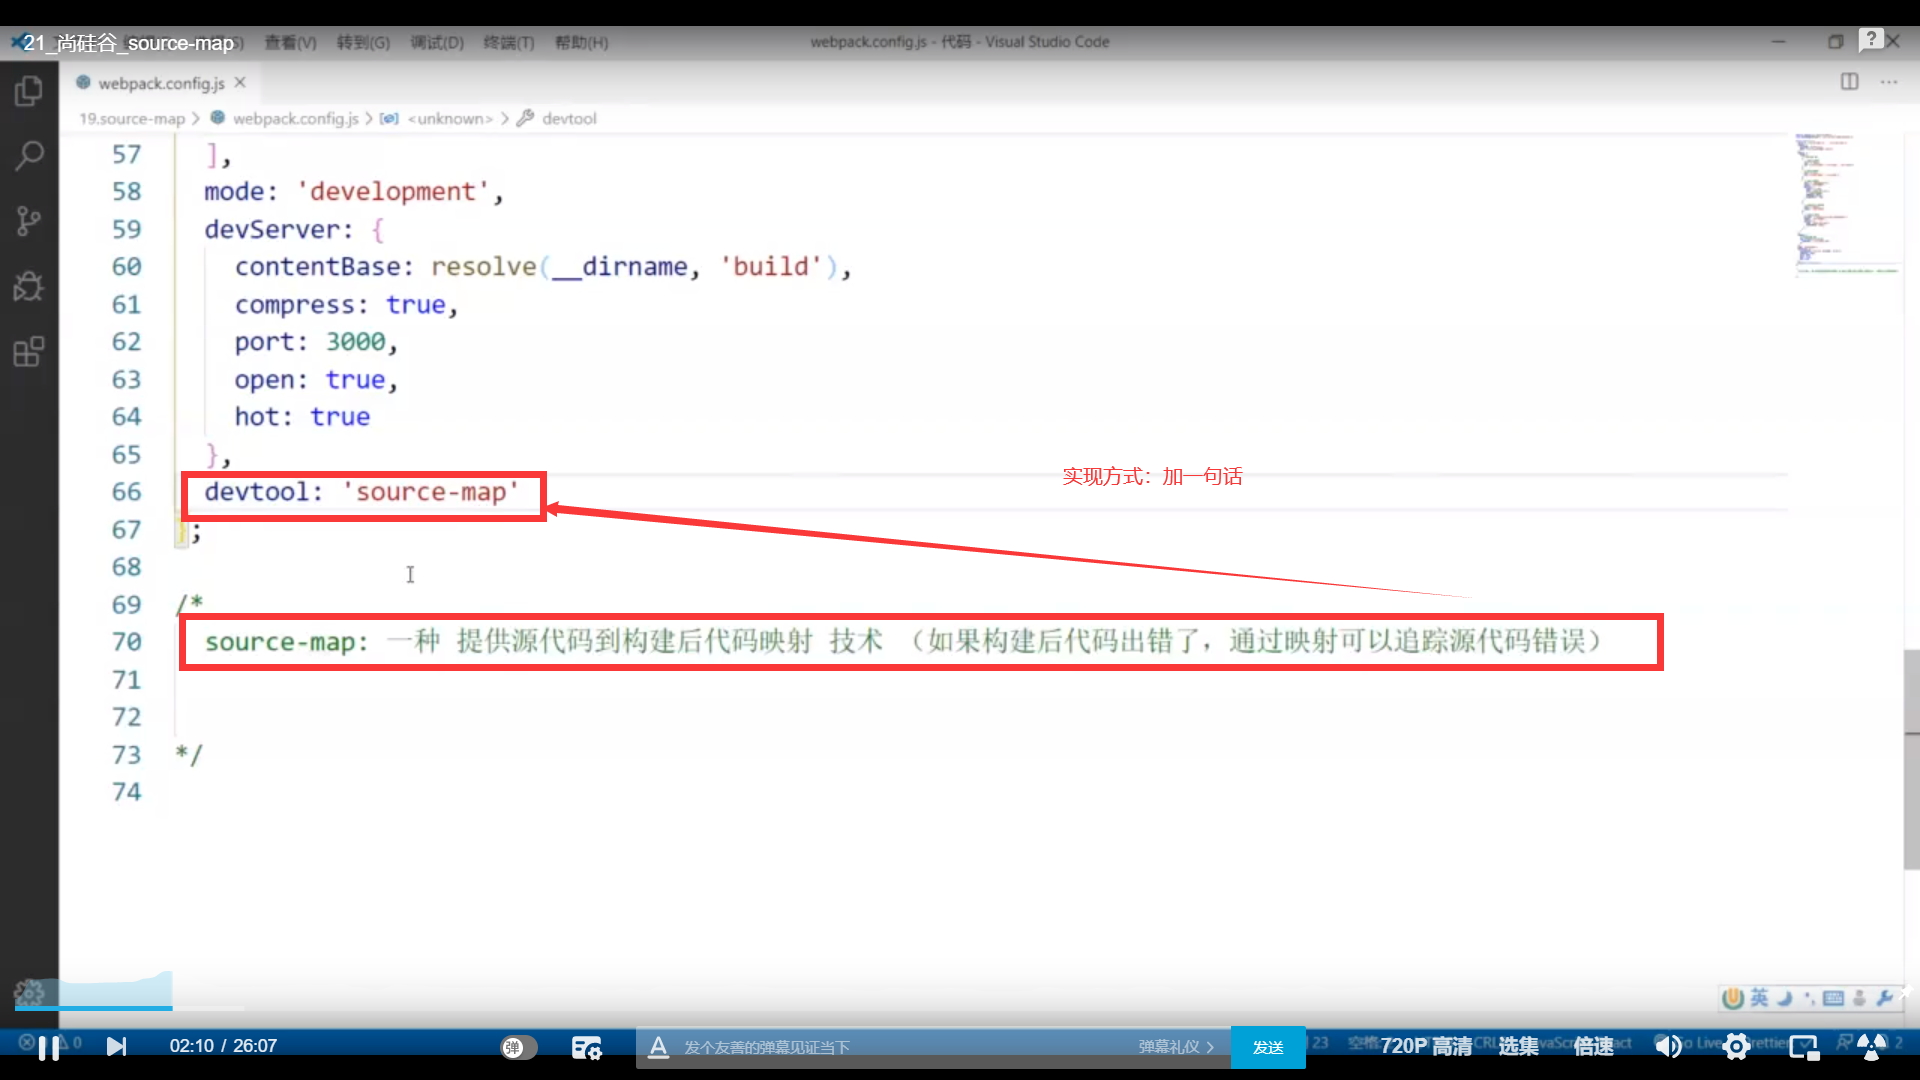 21_尚硅谷_source-map
查看(V) 转到(G) 调试(D) 终端(T) 帮助(H)
webpack.config.js - 代码 - Visual Studio Code
webpack.config.js
19.source-map > webpack.config.js > <unknown> > devtool
57 ],
58 mode: 'development',
59 devServer: {
60 contentBase: resolve(__dirname, 'build'),
61 compress: true,
62 port: 3000,
63 open: true,
64 hot: true
65 },
实现方式：加一句话
66 devtool: 'source-map'
67 };
68
69 /*
70 source-map: 一种 提供源代码到构建后代码映射 技术 （如果构建后代码出错了，通过映射可以追踪源代码错误）
71
72
73 */
74
英
02:10 / 26:07
弹
发个友善的弹幕见证当下
弹幕礼仪 >
发送
720P 高清
选集
倍速